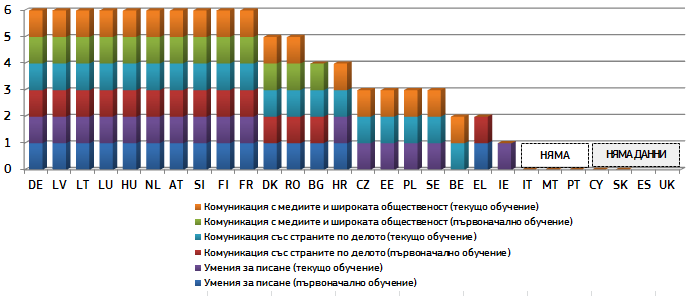 6
5
4
3
2
1
0
НЯМА
НЯМА ДАННИ
DE LV LT LU HU NL AT SI FI FR DK RO BG HR CZ EE PL SE BE EL IE IT MT PT CY SK ES UK
Комуникация с медиите и широката общественост (текущо обучение)
Комуникация с медиите и широката общественост (първоначално обучение)
Комуникация със страните по делото (текущо обучение)
Комуникация със страните по делото (първоначално обучение)
Умения за писане (текущо обучение)
Умения за писане (първоначално обучение)